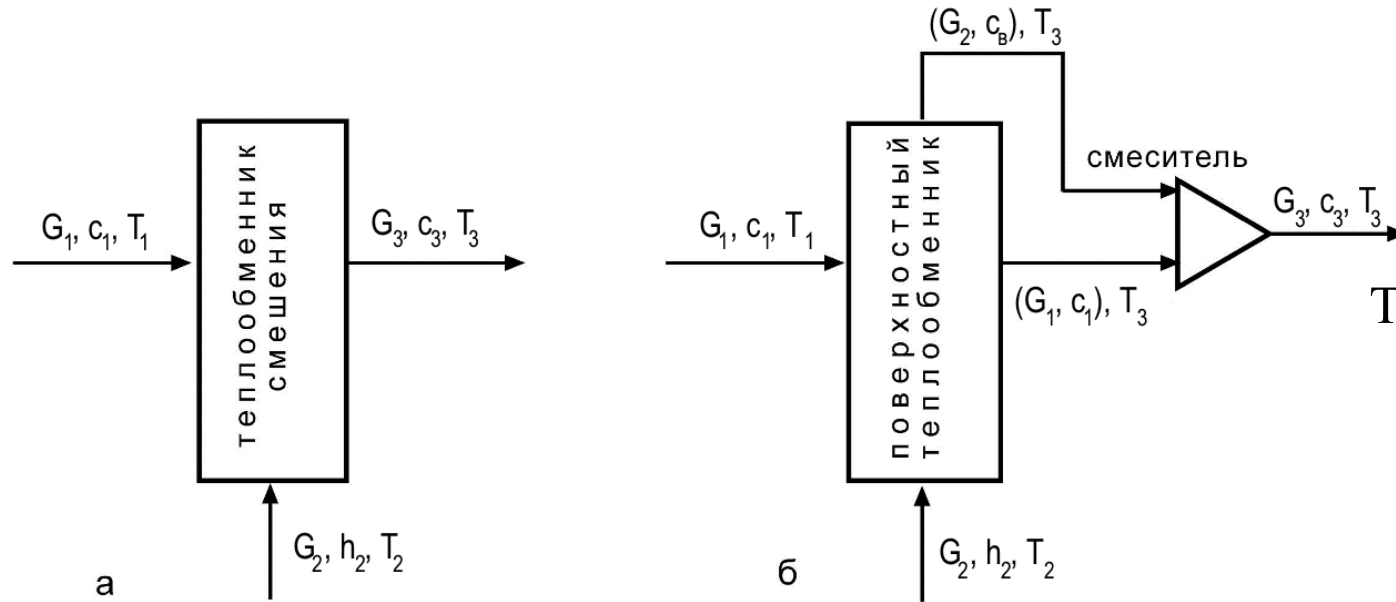 G₁, c₁, T₁
теплообменник
смешения
G₃, c₃, T₃
G₂, h₂, T₂
а
(G₂, cᵦ), T₃
G₁, c₁, T₁
поверхностный
теплообменник
смеситель
G₃, c₃, T₃
(G₁, c₁), T₃
T
G₂, h₂, T₂
б